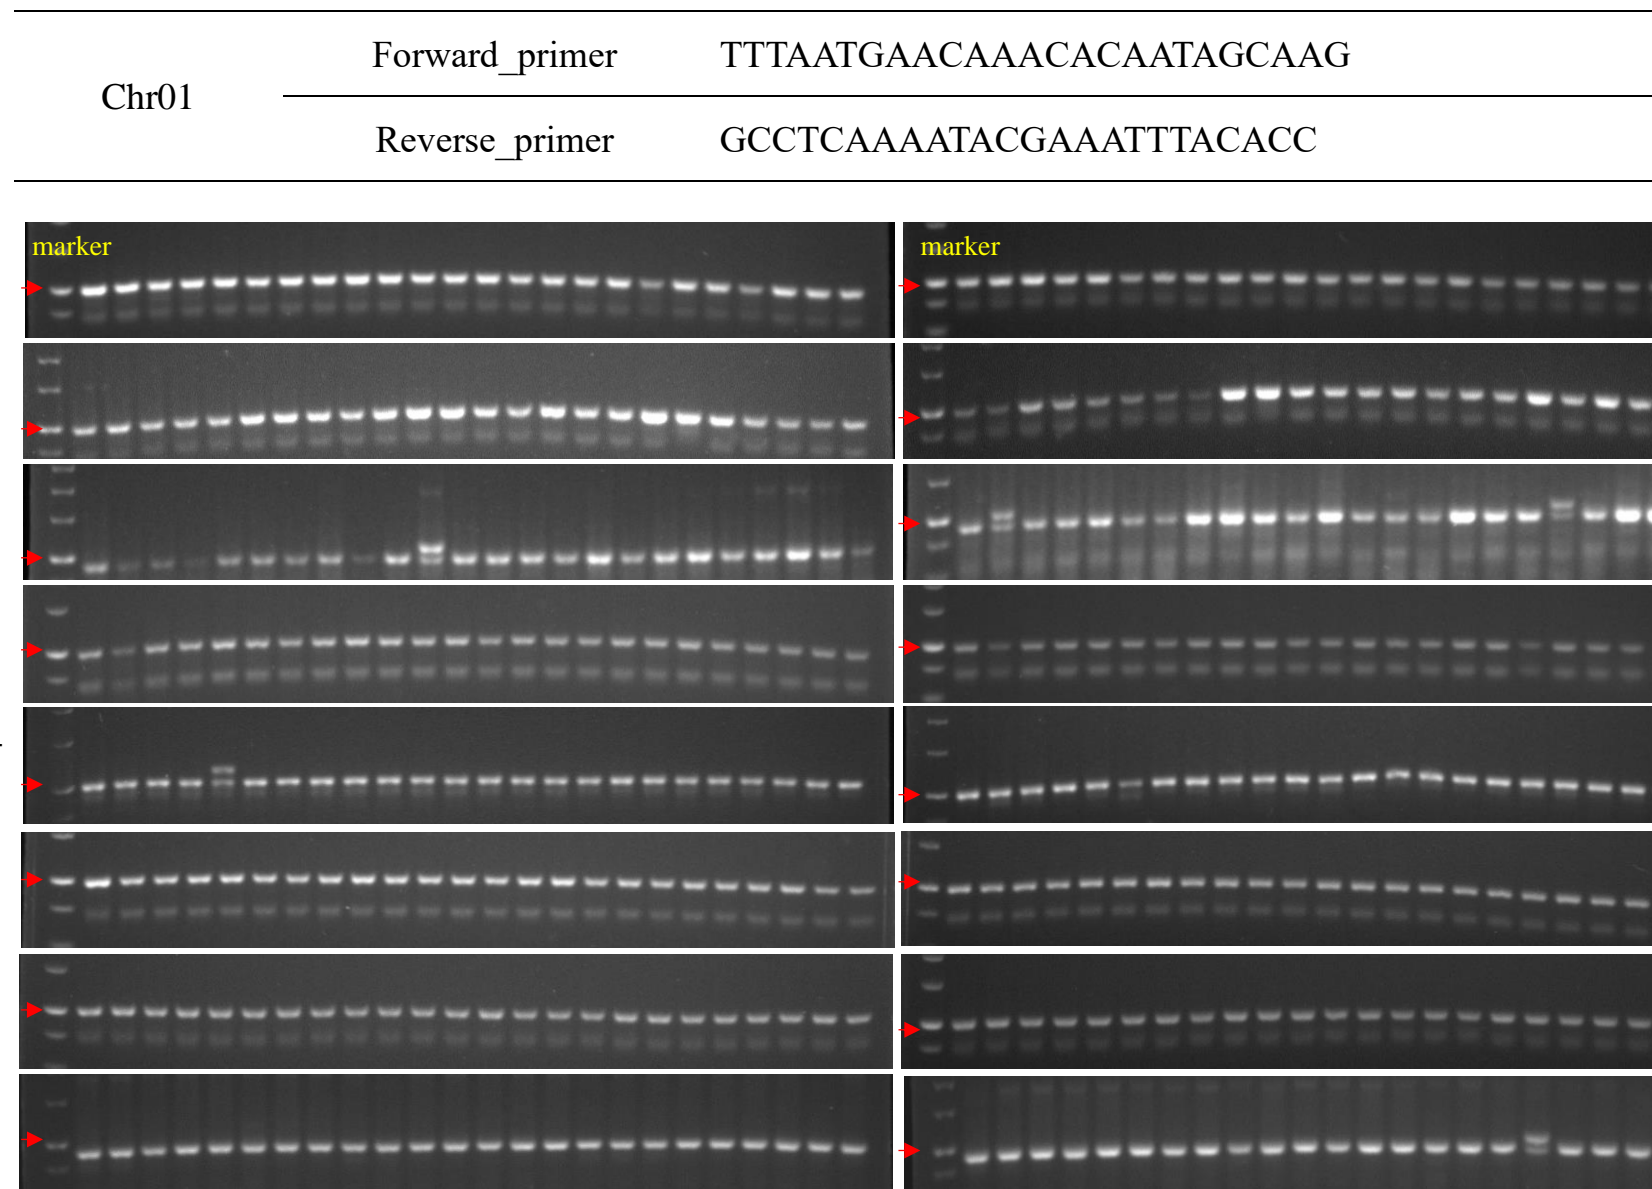 Chr01
Forward_primer TTTAATGAACAAACACAATAGCAAG
Reverse_primer GCCTCAAAATACGAAATTTACACC
marker marker